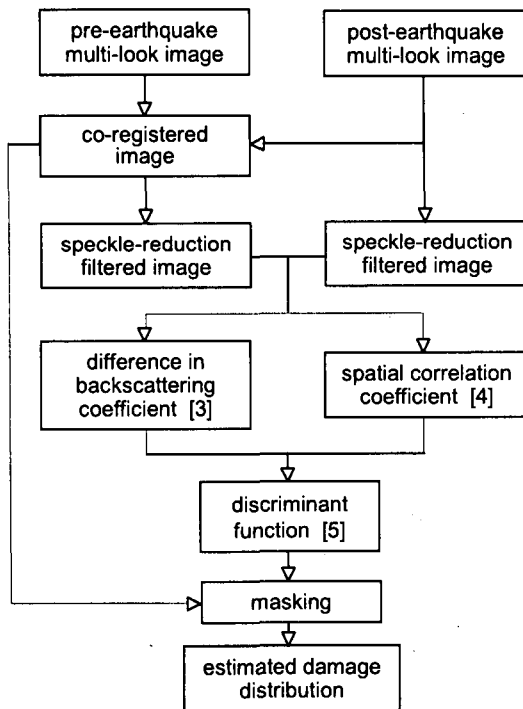 pre-earthquake
multi-look image
post-earthquake
multi-look image
co-registered
image
speckle-reduction
filtered image
speckle-reduction
filtered image
difference in
backscattering
coefficient [3]
spatial correlation
coefficient [4]
discriminant
function [5]
masking
estimated damage
distribution